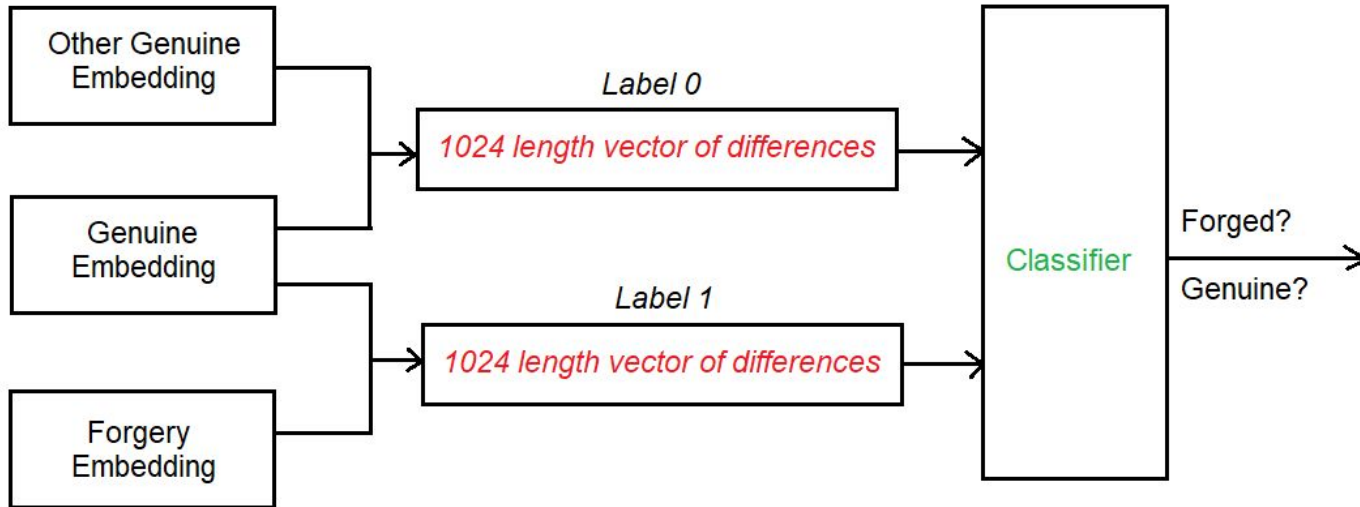 Other Genuine
Embedding
Label 0
1024 length vector of differences
Genuine
Embedding
Label 1
1024 length vector of differences
Forgery
Embedding
Classifier
Forged?
Genuine?